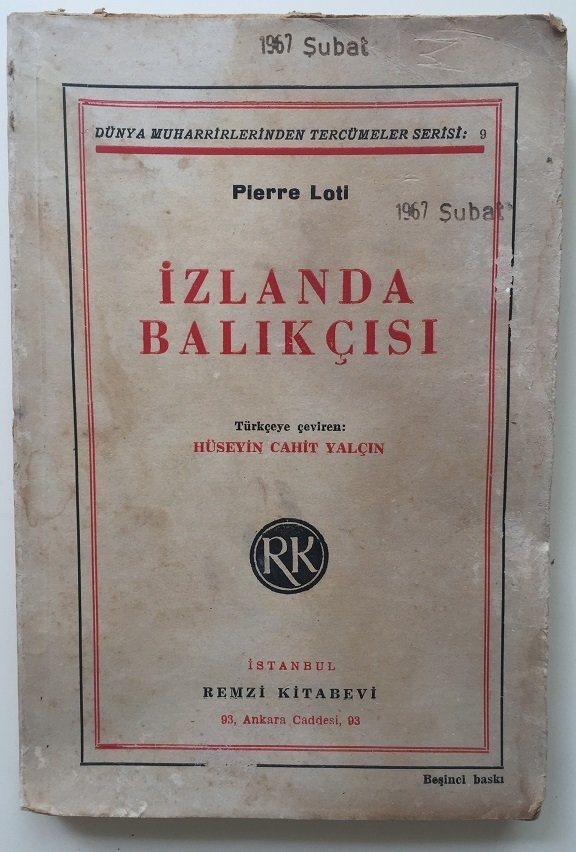 1967 Şubat
DÜNYA MUHARRİRLERİNDEN TERCÜMELER SERİSİ: 9
Pierre Loti
1967 Şubat
İZLANDA
BALIKÇISI
Türkçeye çeviren:
HÜSEYİN CAHİT YALÇIN
RK
İSTANBUL
REMZİ KİTABEVİ
93, Ankara Caddesi, 93
Beşinci baskı